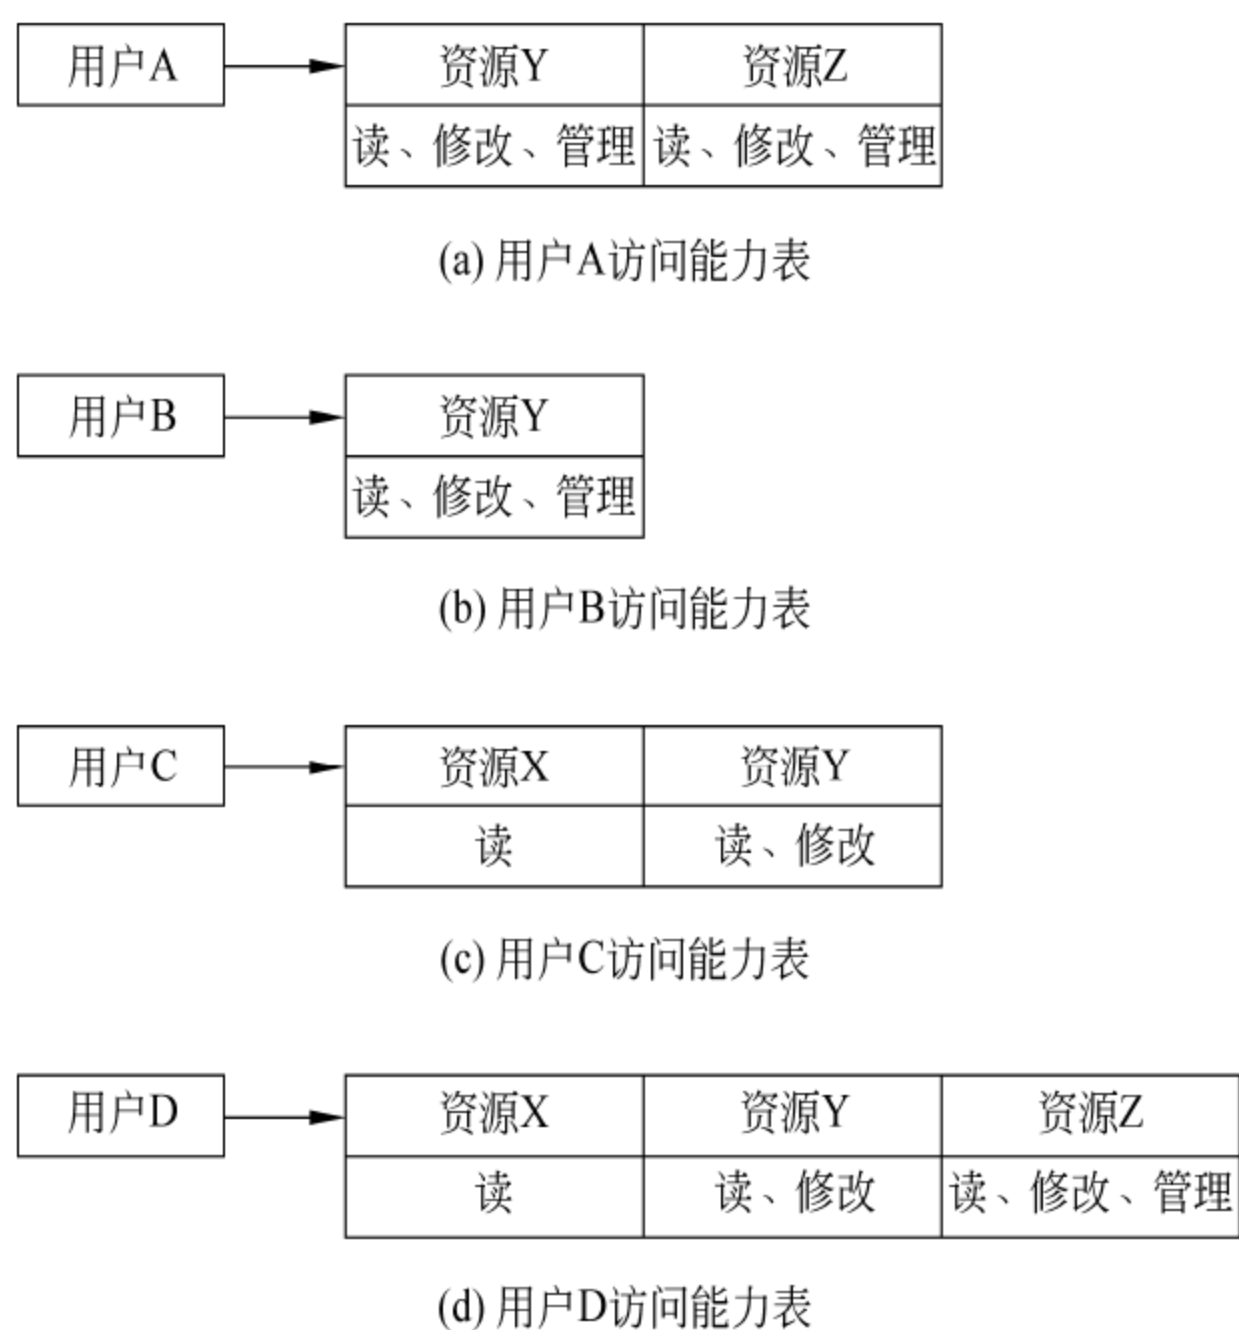 用户A 资源Y 资源Z
读、修改、管理 读、修改、管理
(a) 用户A访问能力表
用户B 资源Y
读、修改、管理
(b) 用户B访问能力表
用户C 资源X 资源Y
读 读、修改
(c) 用户C访问能力表
用户D 资源X 资源Y 资源Z
读 读、修改 读、修改、管理
(d) 用户D访问能力表